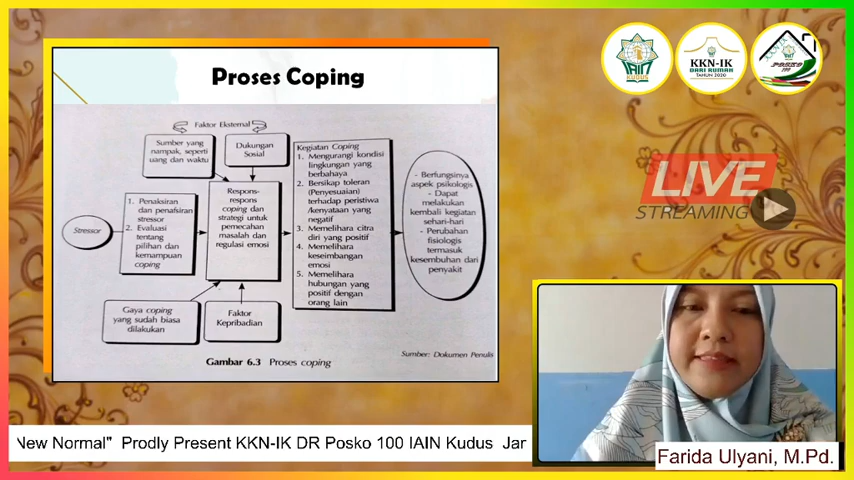 Proses Coping
Faktor Eksternal
Sumber yang
nampak, seperti
uang dan waktu
Dukungan
Sosial
Stressor
1. Penaksiran
dan penafsiran
stressor
2. Evaluasi
tentang
pilihan dan
kemampuan
coping
Respons-
respons
coping dan
strategi untuk
pemecahan
masalah dan
regulasi emosi
Kegiatan Coping
1. Mengurangi kondisi
lingkungan yang
berbahaya
2. Bersikap toleran
(Penyesuaian)
terhadap peristiwa
/kenyataan yang
negatif
3. Memelihara citra
diri yang positif
4. Memelihara
keseimbangan
emosi
5. Memelihara
hubungan yang
positif dengan
orang lain
- Berfungsinya
aspek psikologis
- Dapat
melakukan
kembali kegiatan
sehari-hari
- Perubahan
fisiologis
termasuk
kesembuhan dari
penyakit
Gaya coping
yang sudah biasa
dilakukan
Faktor
Kepribadian
Gambar 6.3 Proses coping
Sumber: Dokumen Penulis
IAIN
KUDUS
KKN-IK
DARI RUMAH
TAHUN 2020
POSKO
100
LIVE
STREAMING
New Normal" Prodly Present KKN-IK DR Posko 100 IAIN Kudus Jar
Farida Ulyani, M.Pd.